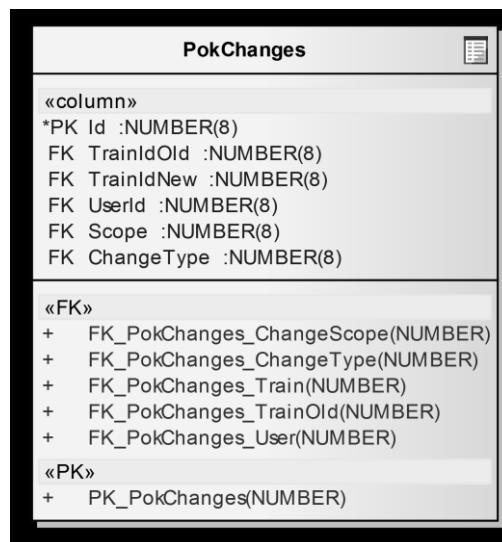 PokChanges
«column»
*PK Id :NUMBER(8)
FK TrainIdOld :NUMBER(8)
FK TrainIdNew :NUMBER(8)
FK UserId :NUMBER(8)
FK Scope :NUMBER(8)
FK ChangeType :NUMBER(8)
«FK»
+ FK_PokChanges_ChangeScope(NUMBER)
+ FK_PokChanges_ChangeType(NUMBER)
+ FK_PokChanges_Train(NUMBER)
+ FK_PokChanges_TrainOld(NUMBER)
+ FK_PokChanges_User(NUMBER)
«PK»
+ PK_PokChanges(NUMBER)